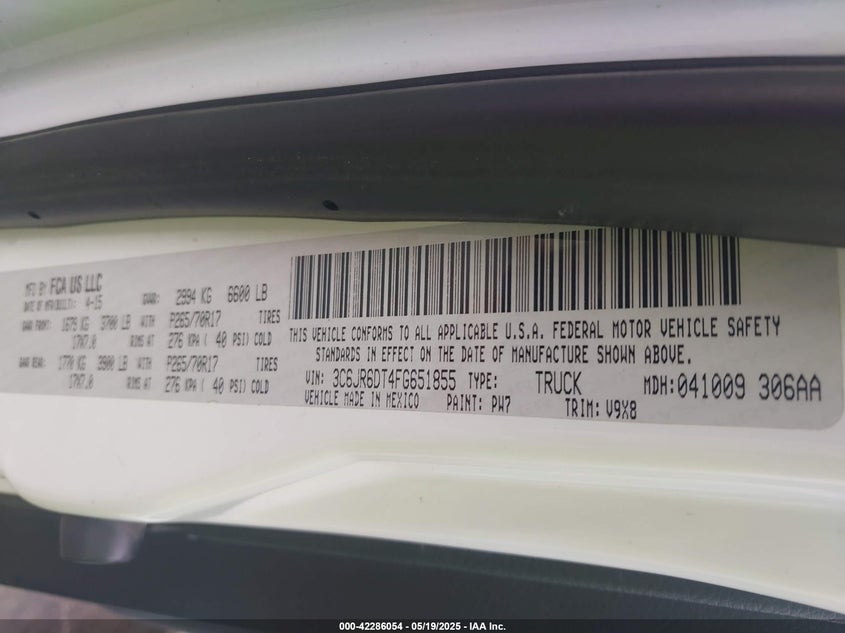 MFD BY FCA US LLC
DATE OF MFR(BUILT): 4-15
GVWR: 2994 KG 6600 LB
GAWR FRONT: 1678 KG 3700 LB WITH P265/70R17 TIRES
17X7.0 RIMS AT 276 KPA ( 40 PSI) COLD
GAWR REAR: 1770 KG 3900 LB WITH P265/70R17 TIRES
17X7.0 RIMS AT 276 KPA ( 40 PSI) COLD
THIS VEHICLE CONFORMS TO ALL APPLICABLE U.S.A. FEDERAL MOTOR VEHICLE SAFETY
STANDARDS IN EFFECT ON THE DATE OF MANUFACTURE SHOWN ABOVE.
VIN: 3C6JR6DT4FG651855 TYPE: TRUCK MDH:041009 306AA
VEHICLE MADE IN MEXICO PAINT: PW7 TRIM: V9X8
000-42286054 — 05/19/2025 — IAA Inc.